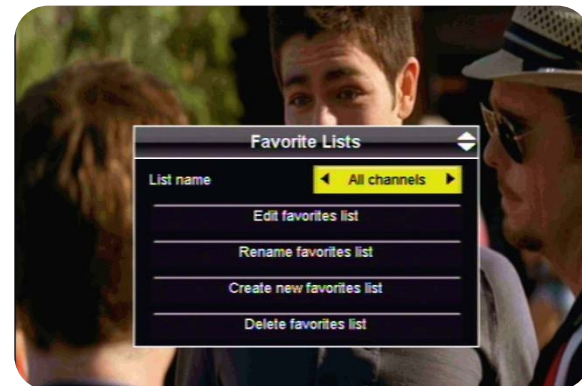 Favorite Lists
List name All channels
Edit favorites list
Rename favorites list
Create new favorites list
Delete favorites list